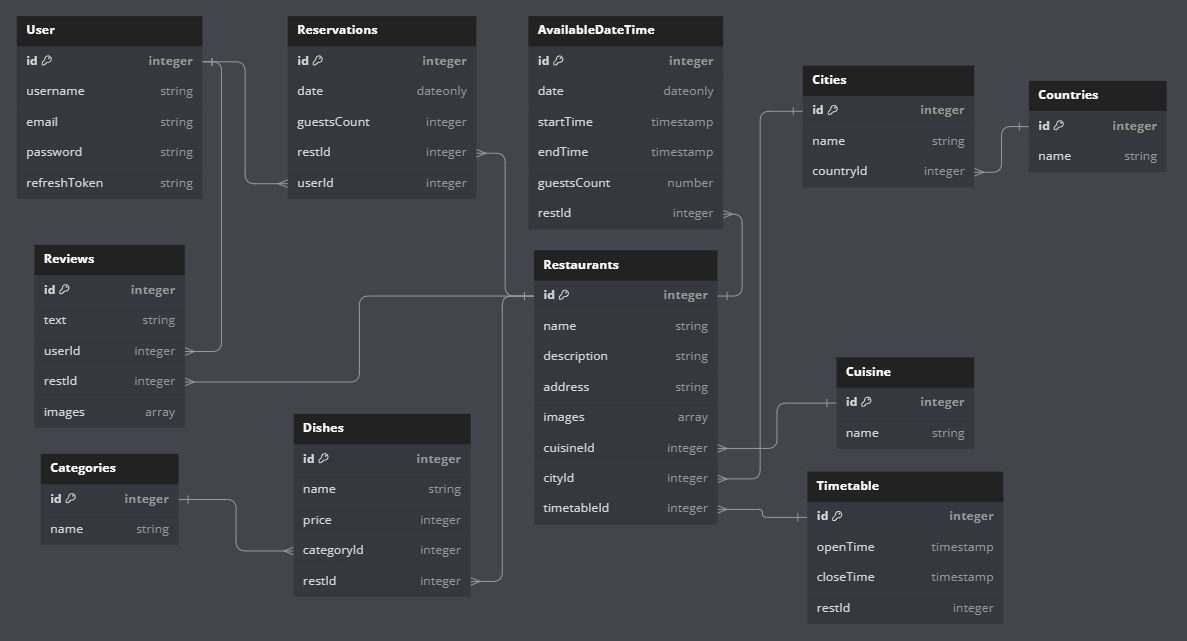 User
id integer
username string
email string
password string
refreshToken string
Reservations
id integer
date dateonly
guestsCount integer
restId integer
userId integer
AvailableDateTime
id integer
date dateonly
startTime timestamp
endTime timestamp
guestsCount number
restId integer
Cities
id integer
name string
countryId integer
Countries
id integer
name string
Reviews
id integer
text string
userId integer
restId integer
images array
Restaurants
id integer
name string
description string
address string
images array
cuisineId integer
cityId integer
timetableId integer
Cuisine
id integer
name string
Categories
id integer
name string
Dishes
id integer
name string
price integer
categoryId integer
restId integer
Timetable
id integer
openTime timestamp
closeTime timestamp
restId integer